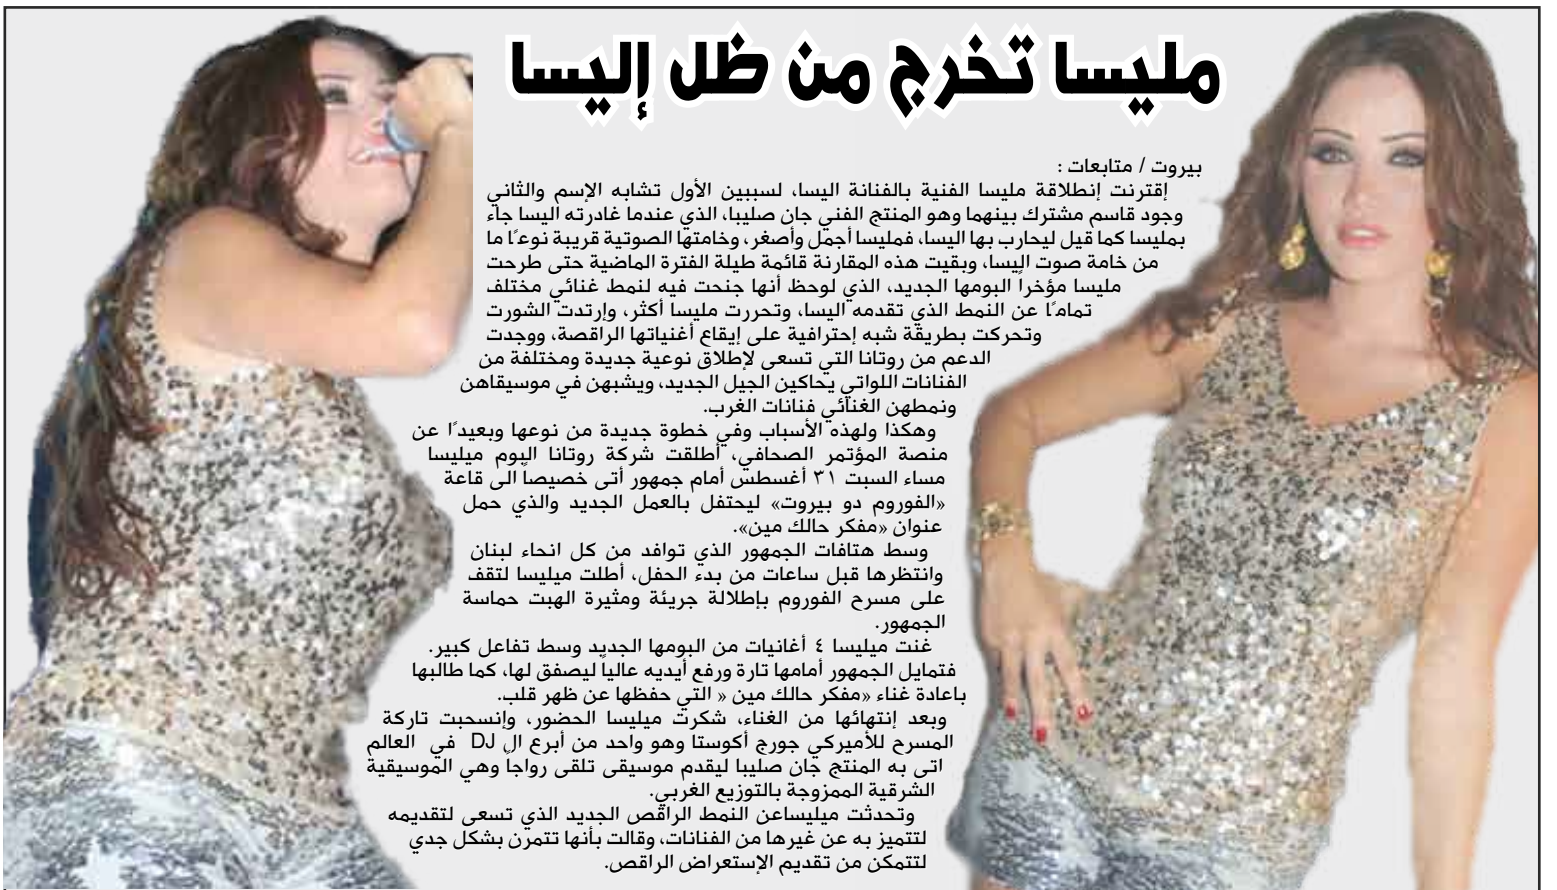 مليسا تخرج من ظل إليسا
بيروت / متابعات :
إقترنت إنطلاقة مليسا الفنية بالفنانة اليسا، لسببين الأول تشابه الإسم والثاني
وجود قاسم مشترك بينهما وهو المنتج الفني جان صليبا، الذي عندما غادرته اليسا جاء
بمليسا كما قيل ليحارب بها اليسا، فمليسا أجمل وأصغر، وخامتها الصوتية قريبة نوعًا ما
من خامة صوت اليسا، وبقيت هذه المقارنة قائمة طيلة الفترة الماضية حتى طرحت
مليسا مؤخراً البومها الجديد، الذي لوحظ أنها جنحت فيه لنمط غنائي مختلف
تمامًا عن النمط الذي تقدمه اليسا، وتحررت مليسا أكثر، وإرتدت الشورت
وتحركت بطريقة شبه إحترافية على إيقاع أغنياتها الراقصة، ووجدت
الدعم من روتانا التي تسعى لإطلاق نوعية جديدة ومختلفة من
الفنانات اللواتي يحاكين الجيل الجديد، ويشبهن في موسيقاهن
ونمطهن الغنائي فنانات الغرب.
وهكذا ولهذه الأسباب وفي خطوة جديدة من نوعها وبعيدًا عن
منصة المؤتمر الصحافي، أطلقت شركة روتانا البوم ميليسا
مساء السبت ٣١ أغسطس أمام جمهور أتى خصيصاً الى قاعة
«الفوروم دو بيروت» ليحتفل بالعمل الجديد والذي حمل
عنوان «مفكر حالك مين».
وسط هتافات الجمهور الذي توافد من كل انحاء لبنان
وانتظرها قبل ساعات من بدء الحفل، أطلت ميليسا لتقف
على مسرح الفوروم بإطلالة جريئة ومثيرة الهبت حماسة
الجمهور.
غنت ميليسا ٤ أغانيات من البومها الجديد وسط تفاعل كبير.
فتمايل الجمهور أمامها تارة ورفع أيديه عالياً ليصفق لها، كما طالبها
باعادة غناء «مفكر حالك مين « التي حفظها عن ظهر قلب.
وبعد إنتهائها من الغناء، شكرت ميليسا الحضور، وإنسحبت تاركة
المسرح للأميركي جورج أكوستا وهو واحد من أبرع ال DJ في العالم
اتى به المنتج جان صليبا ليقدم موسيقى تلقى رواجاً وهي الموسيقية
الشرقية الممزوجة بالتوزيع الغربي.
وتحدثت ميليساعن النمط الراقص الجديد الذي تسعى لتقديمه
لتتميز به عن غيرها من الفنانات، وقالت بأنها تتمرن بشكل جدي
لتتمكن من تقديم الإستعراض الراقص.